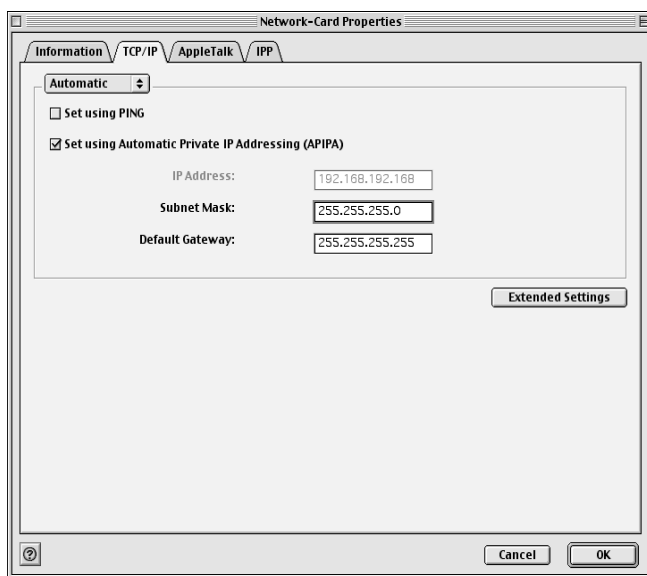 Network-Card Properties
Information TCP/IP AppleTalk IPP
Automatic
Set using PING
Set using Automatic Private IP Addressing (APIPA)
IP Address: 192.168.192.168
Subnet Mask: 255.255.255.0
Default Gateway: 255.255.255.255
Extended Settings
? Cancel OK